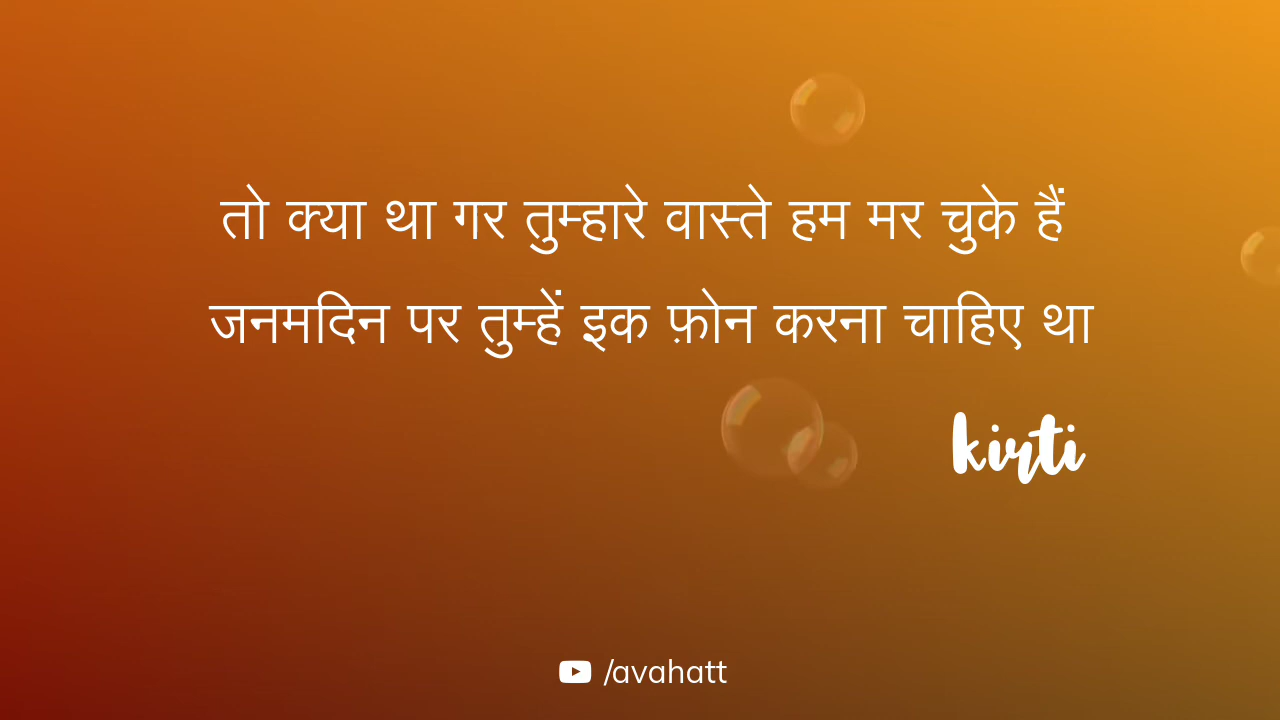 तो क्या था गर तुम्हारे वास्ते हम मर चुके हैं
जनमदिन पर तुम्हें इक फ़ोन करना चाहिए था
kirti
/avahatt